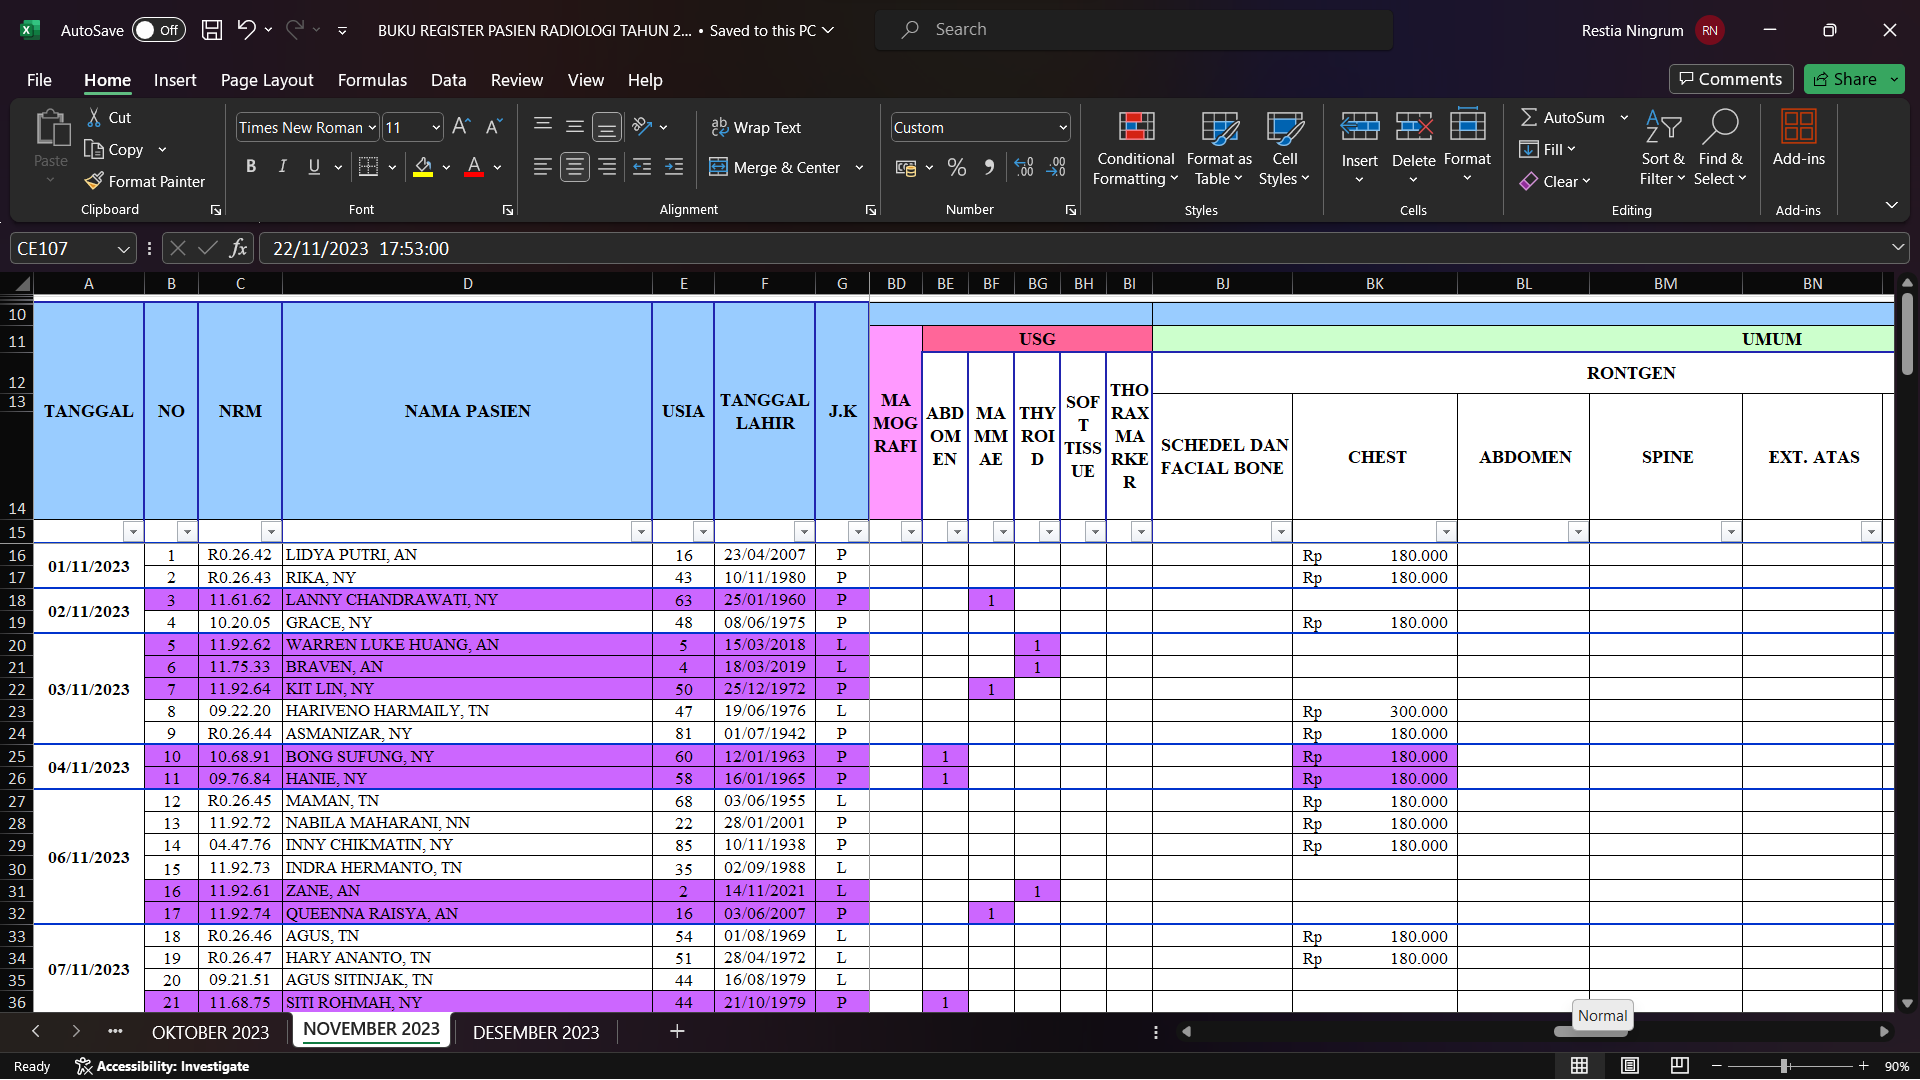 AutoSave Off BUKU REGISTER PASIEN RADIOLOGI TAHUN 2... • Saved to this PC Search Restia Ningrum RN
File Home Insert Page Layout Formulas Data Review View Help Comments Share
Paste Cut Copy Format Painter Clipboard
Times New Roman 11 B I U A Font
Wrap Text Merge & Center Alignment
Custom % Number
Conditional Formatting Format as Table Cell Styles Styles
Insert Delete Format Cells
AutoSum Fill Clear Sort & Filter Find & Select Editing
Add-ins Add-ins
CE107 fx 22/11/2023 17:53:00
A B C D E F G BD BE BF BG BH BI BJ BK BL BM BN
10
11 USG UMUM
12 RONTGEN
13 TANGGAL NO NRM NAMA PASIEN USIA TANGGAL LAHIR J.K MAMOGRAFI ABDOMEN MAMMAE THYROID SOFT TISSUE THORAX MARKER SCHEDEL DAN FACIAL BONE CHEST ABDOMEN SPINE EXT. ATAS
14
15
16 01/11/2023 1 R0.26.42 LIDYA PUTRI, AN 16 23/04/2007 P Rp 180.000
17 2 R0.26.43 RIKA, NY 43 10/11/1980 P Rp 180.000
18 02/11/2023 3 11.61.62 LANNY CHANDRAWATI, NY 63 25/01/1960 P 1
19 4 10.20.05 GRACE, NY 48 08/06/1975 P Rp 180.000
20 03/11/2023 5 11.92.62 WARREN LUKE HUANG, AN 5 15/03/2018 L 1
21 6 11.75.33 BRAVEN, AN 4 18/03/2019 L 1
22 7 11.92.64 KIT LIN, NY 50 25/12/1972 P 1
23 8 09.22.20 HARIVENO HARMAILY, TN 47 19/06/1976 L Rp 300.000
24 9 R0.26.44 ASMANIZAR, NY 81 01/07/1942 P Rp 180.000
25 04/11/2023 10 10.68.91 BONG SUFUNG, NY 60 12/01/1963 P 1 Rp 180.000
26 11 09.76.84 HANIE, NY 58 16/01/1965 P 1 Rp 180.000
27 06/11/2023 12 R0.26.45 MAMAN, TN 68 03/06/1955 L Rp 180.000
28 13 11.92.72 NABILA MAHARANI, NN 22 28/01/2001 P Rp 180.000
29 14 04.47.76 INNY CHIKMATIN, NY 85 10/11/1938 P Rp 180.000
30 15 11.92.73 INDRA HERMANTO, TN 35 02/09/1988 L
31 16 11.92.61 ZANE, AN 2 14/11/2021 L 1
32 17 11.92.74 QUEENNA RAISYA, AN 16 03/06/2007 P 1
33 07/11/2023 18 R0.26.46 AGUS, TN 54 01/08/1969 L Rp 180.000
34 19 R0.26.47 HARY ANANTO, TN 51 28/04/1972 L Rp 180.000
35 20 09.21.51 AGUS SITINJAK, TN 44 16/08/1979 L
36 21 11.68.75 SITI ROHMAH, NY 44 21/10/1979 P 1
Normal
OKTOBER 2023 NOVEMBER 2023 DESEMBER 2023
Ready Accessibility: Investigate 90%